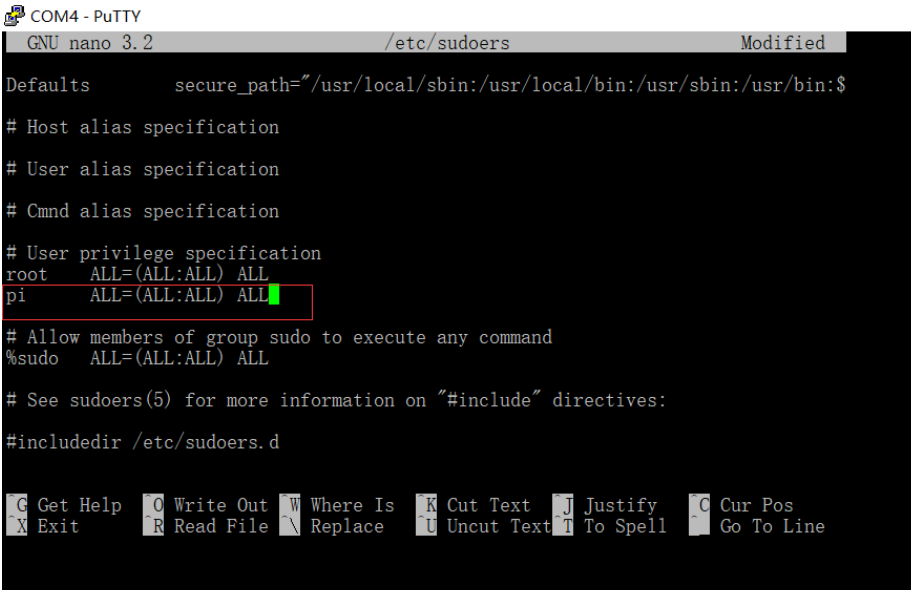 COM4 - PuTTY
GNU nano 3.2 /etc/sudoers Modified
Defaults secure_path="/usr/local/sbin:/usr/local/bin:/usr/sbin:/usr/bin:$
# Host alias specification
# User alias specification
# Cmnd alias specification
# User privilege specification
root ALL=(ALL:ALL) ALL
pi ALL=(ALL:ALL) ALL
# Allow members of group sudo to execute any command
%sudo ALL=(ALL:ALL) ALL
# See sudoers(5) for more information on "#include" directives:
#includedir /etc/sudoers.d
^G Get Help ^O Write Out ^W Where Is ^K Cut Text ^J Justify ^C Cur Pos
^X Exit ^R Read File ^\ Replace ^U Uncut Text ^T To Spell ^_ Go To Line